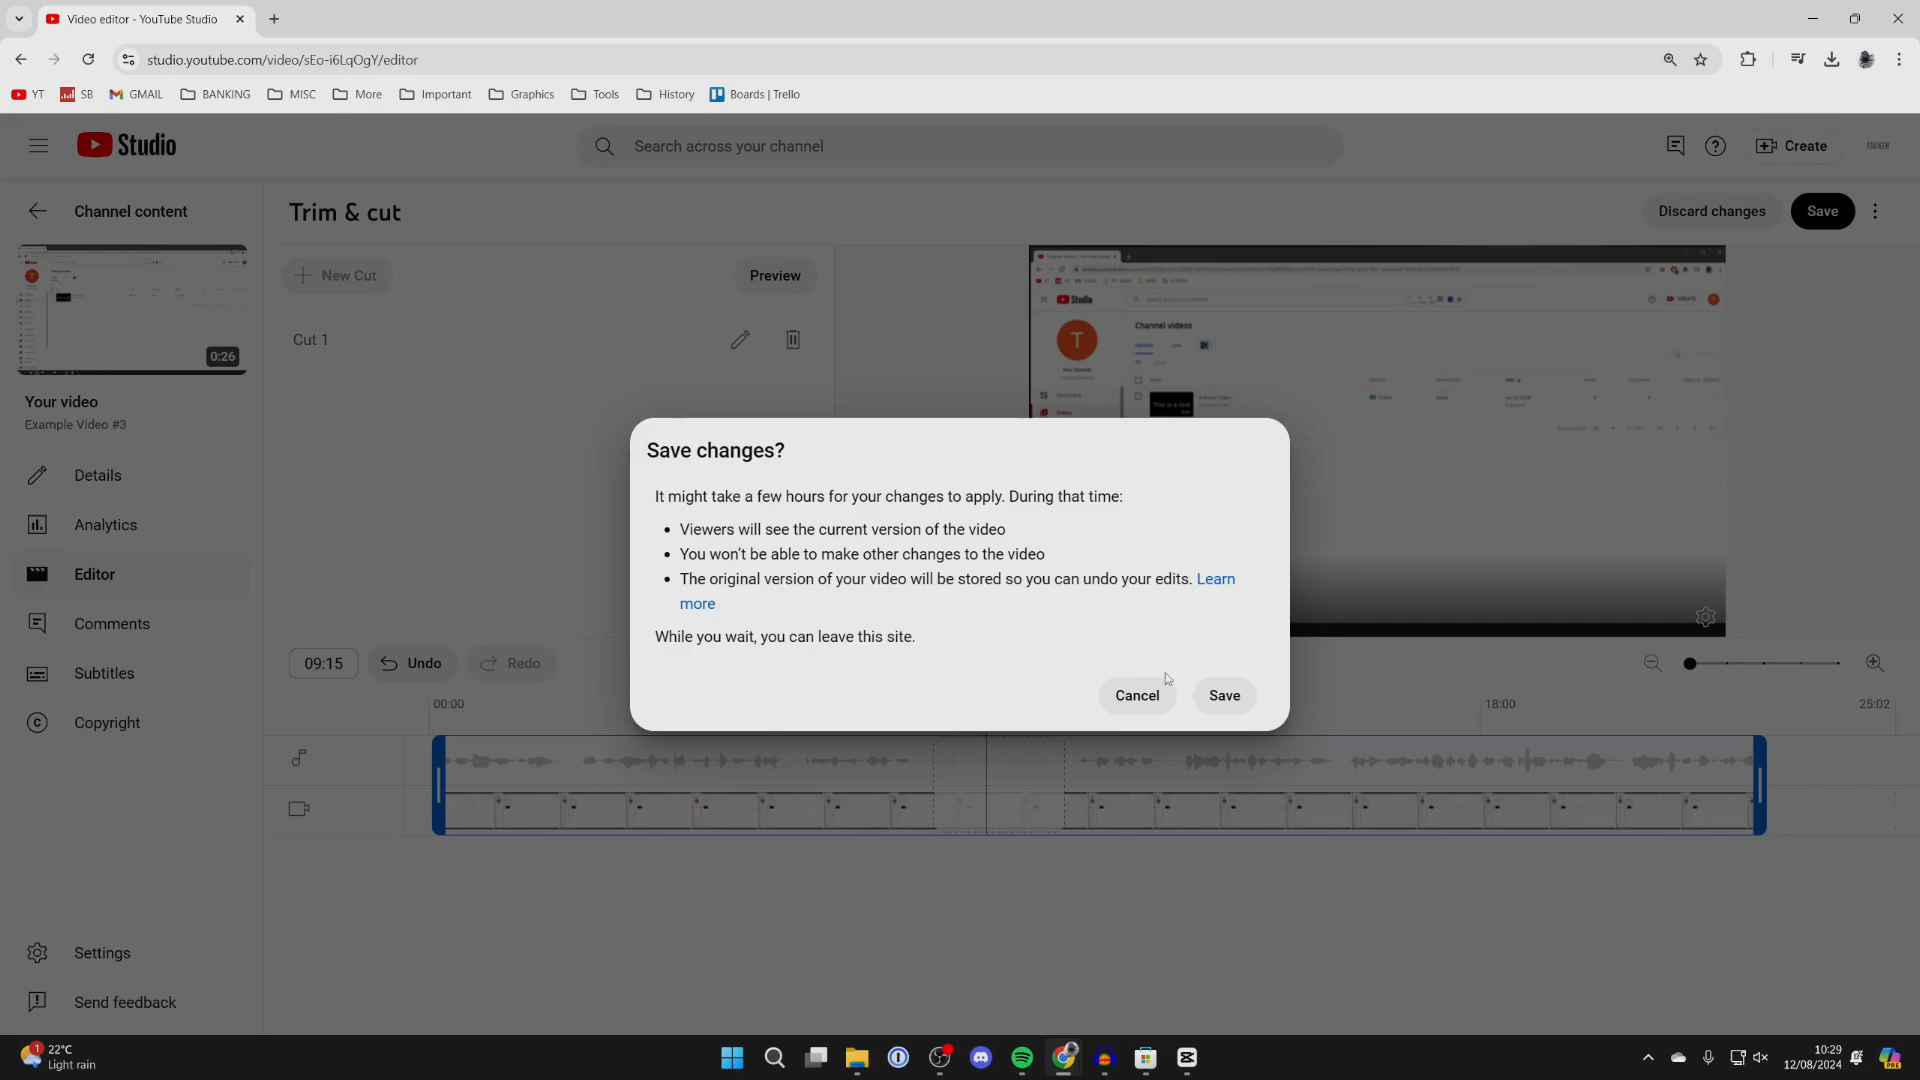 Video editor - YouTube Studio
studio.youtube.com/video/sEo-i6LqOgY/editor
YT
SB
GMAIL
BANKING
MISC
More
Important
Graphics
Tools
History
Boards | Trello
Studio
Search across your channel
Create
TUCKER
Channel content
Trim & cut
Discard changes
Save
New Cut
Preview
Cut 1
0:26
Your video
Example Video #3
Details
Analytics
Editor
Comments
Subtitles
Copyright
Settings
Send feedback
Studio
Channel videos
T
Save changes?
It might take a few hours for your changes to apply. During that time:
• Viewers will see the current version of the video
• You won't be able to make other changes to the video
• The original version of your video will be stored so you can undo your edits. Learn
more
While you wait, you can leave this site.
Cancel
Save
09:15
Undo
Redo
00:00
18:00
25:02
1
22°C
Light rain
10:29
12/08/2024
PRE